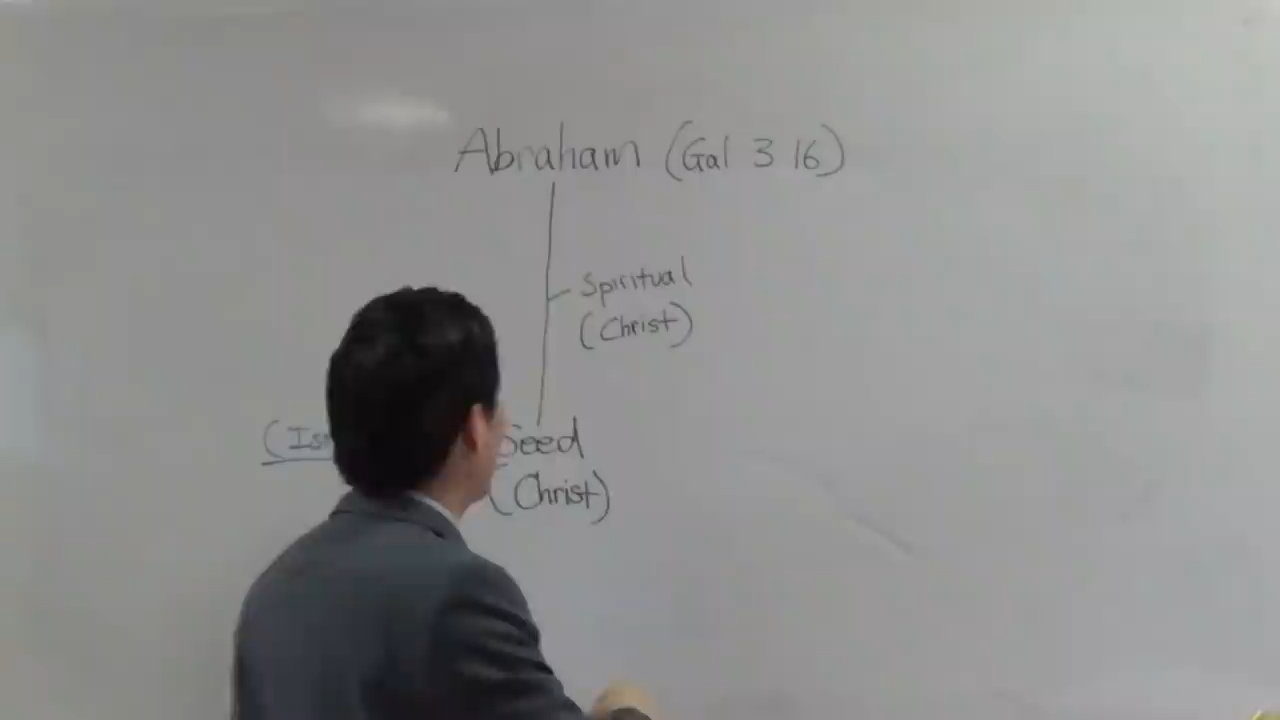 Abraham (Gal 3 16)
Spiritual
(Christ)
Seed
(Christ)